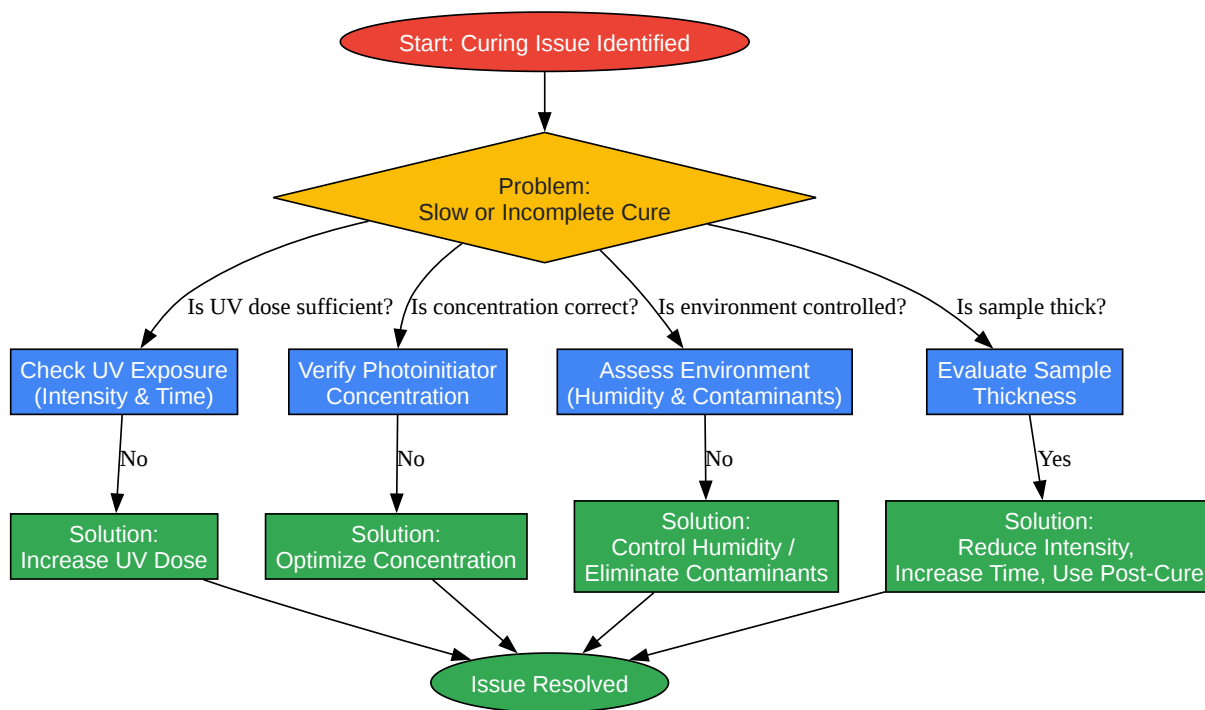 Start: Curing Issue Identified
Problem:
Slow or Incomplete Cure
Is UV dose sufficient?
Is concentration correct?
Is environment controlled?
Is sample thick?
Check UV Exposure
(Intensity & Time)
Verify Photoinitiator
Concentration
Assess Environment
(Humidity & Contaminants)
Evaluate Sample
Thickness
No
No
No
Yes
Solution:
Increase UV Dose
Solution:
Optimize Concentration
Solution:
Control Humidity /
Eliminate Contaminants
Solution:
Reduce Intensity,
Increase Time, Use Post-Cure
Issue Resolved